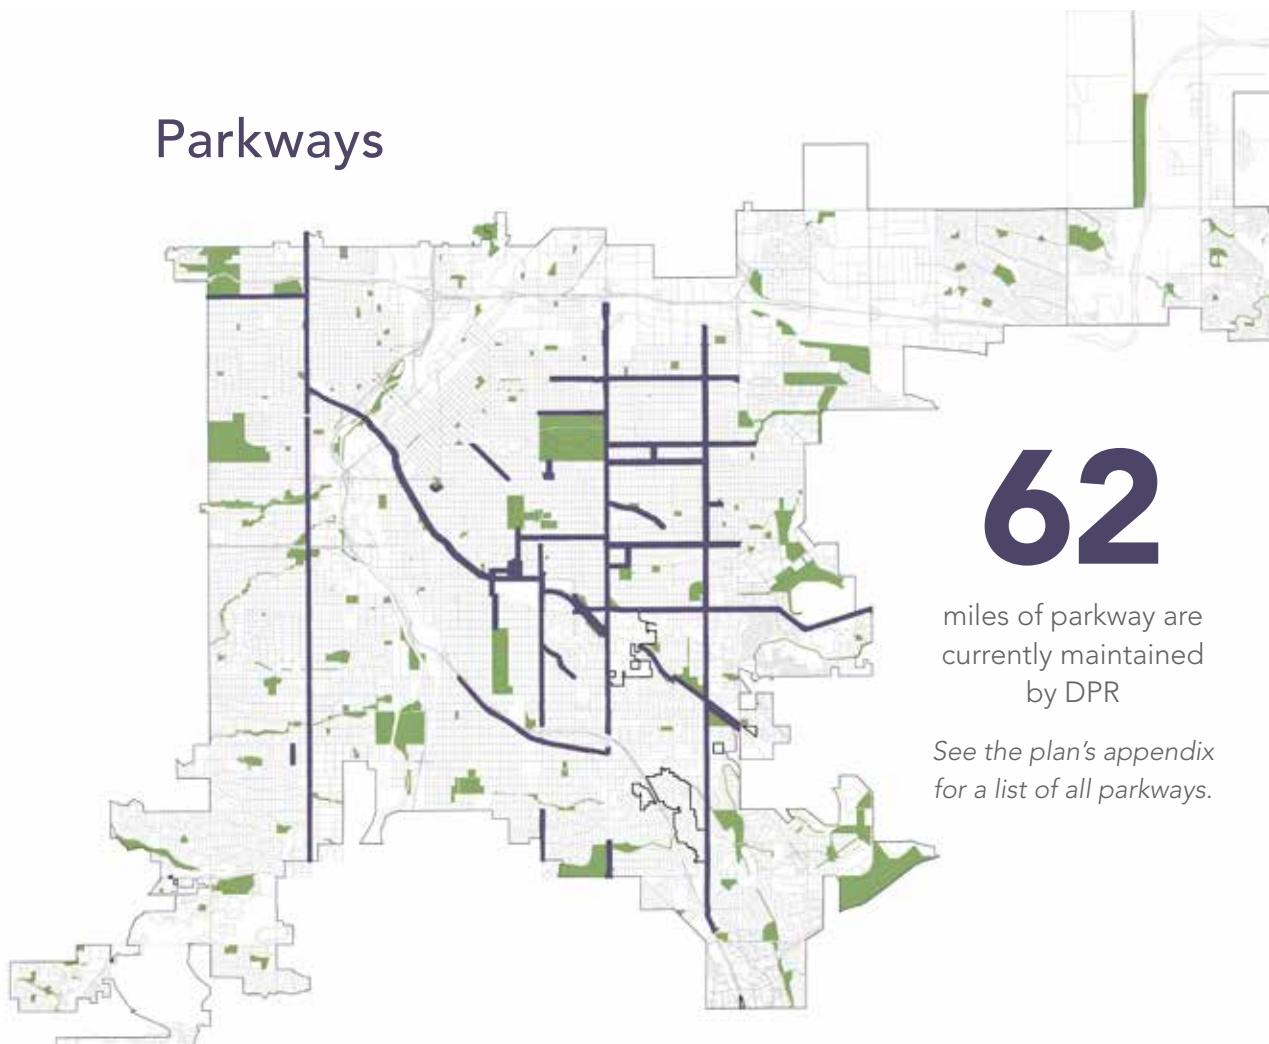 Parkways
62
miles of parkway are
currently maintained
by DPR
See the plan's appendix
for a list of all parkways.